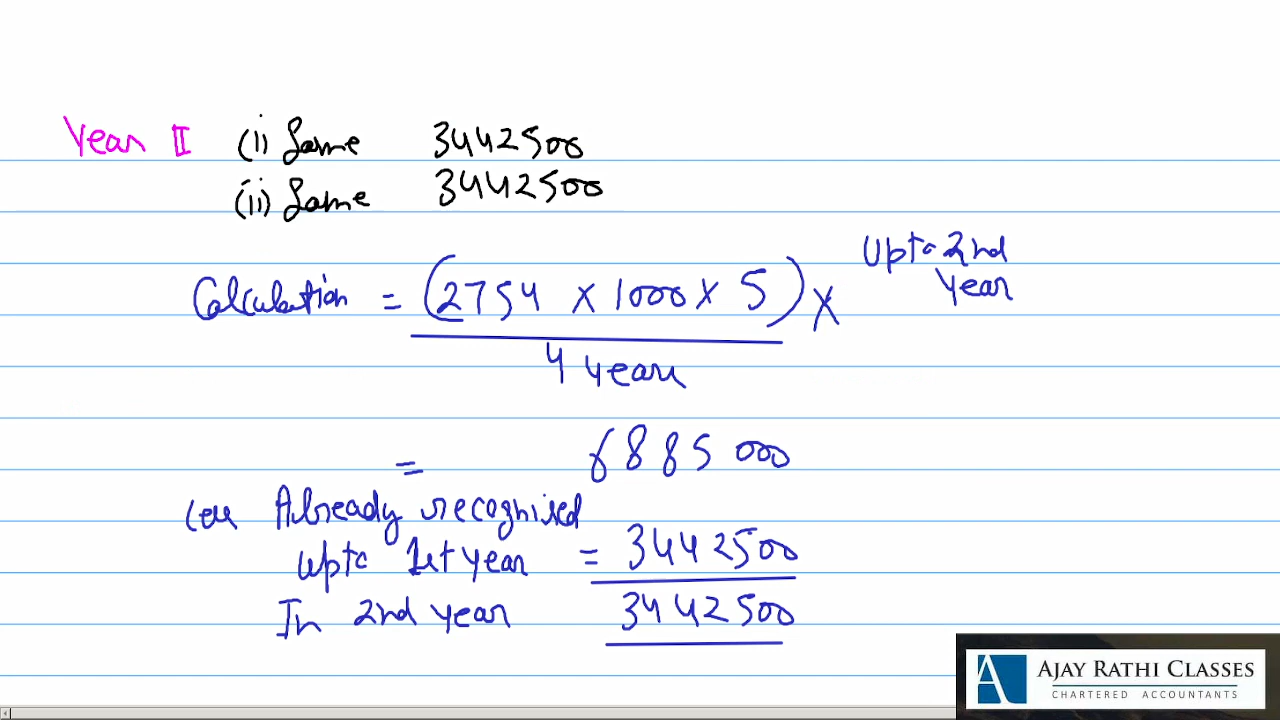 Year II (i) Same 3442500
(ii) Same 3442500
Upto 2nd
Year
Calculation = (2754 x 1000 x 5) x
4 years
= 6885000
Less Already recognised
upto 1st year = 3442500
In 2nd year 3442500
AJAY RATHI CLASSES
CHARTERED ACCOUNTANTS